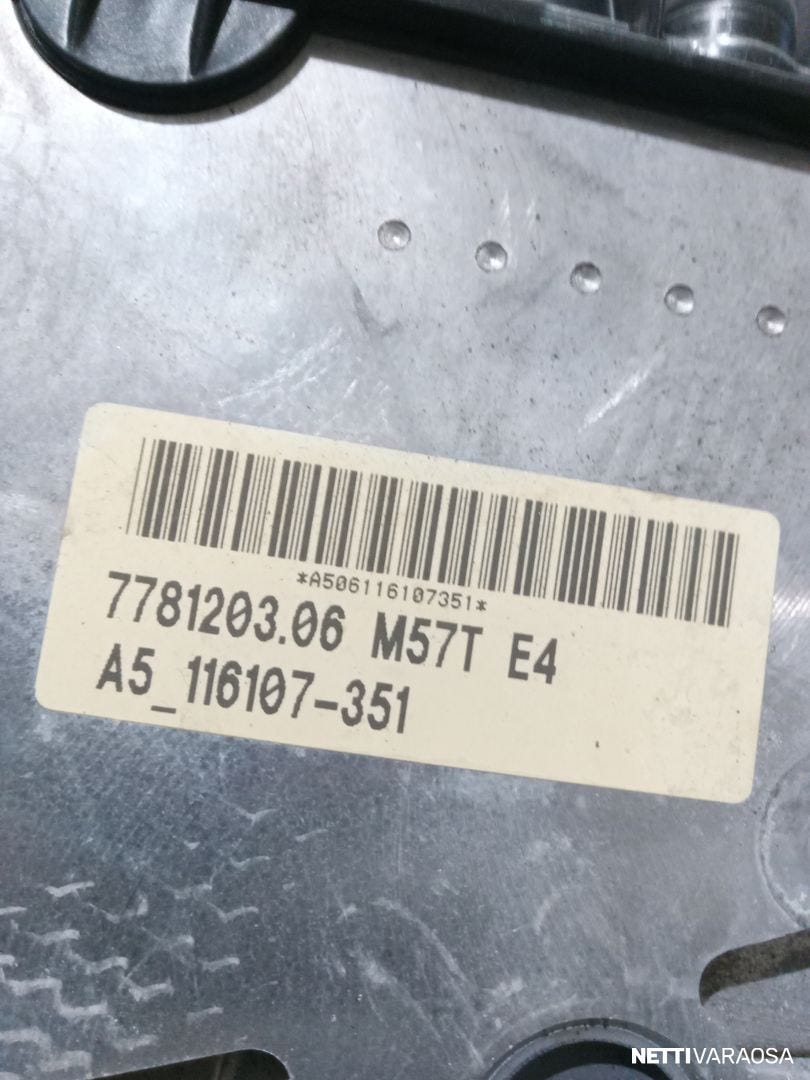 *A506116107351*
7781203.06 M57T E4
A5_116107-351
NETTIVARAOSA